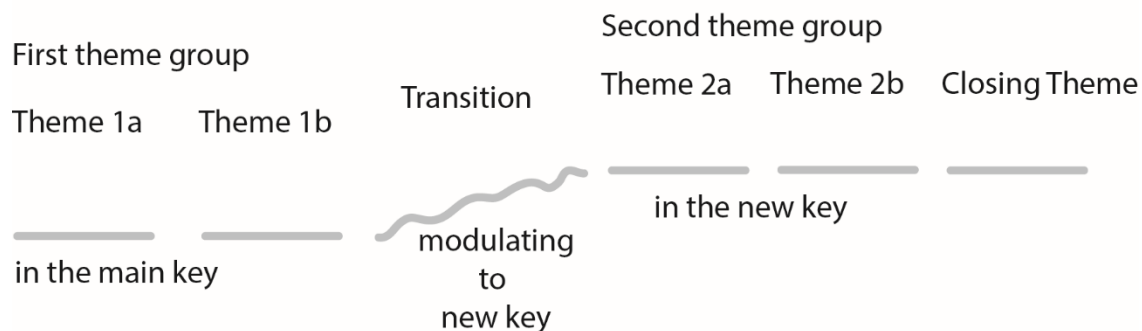 First theme group
Theme 1a
Theme 1b
in the main key
Transition
modulating
to
new key
Second theme group
Theme 2a
Theme 2b
Closing Theme
in the new key